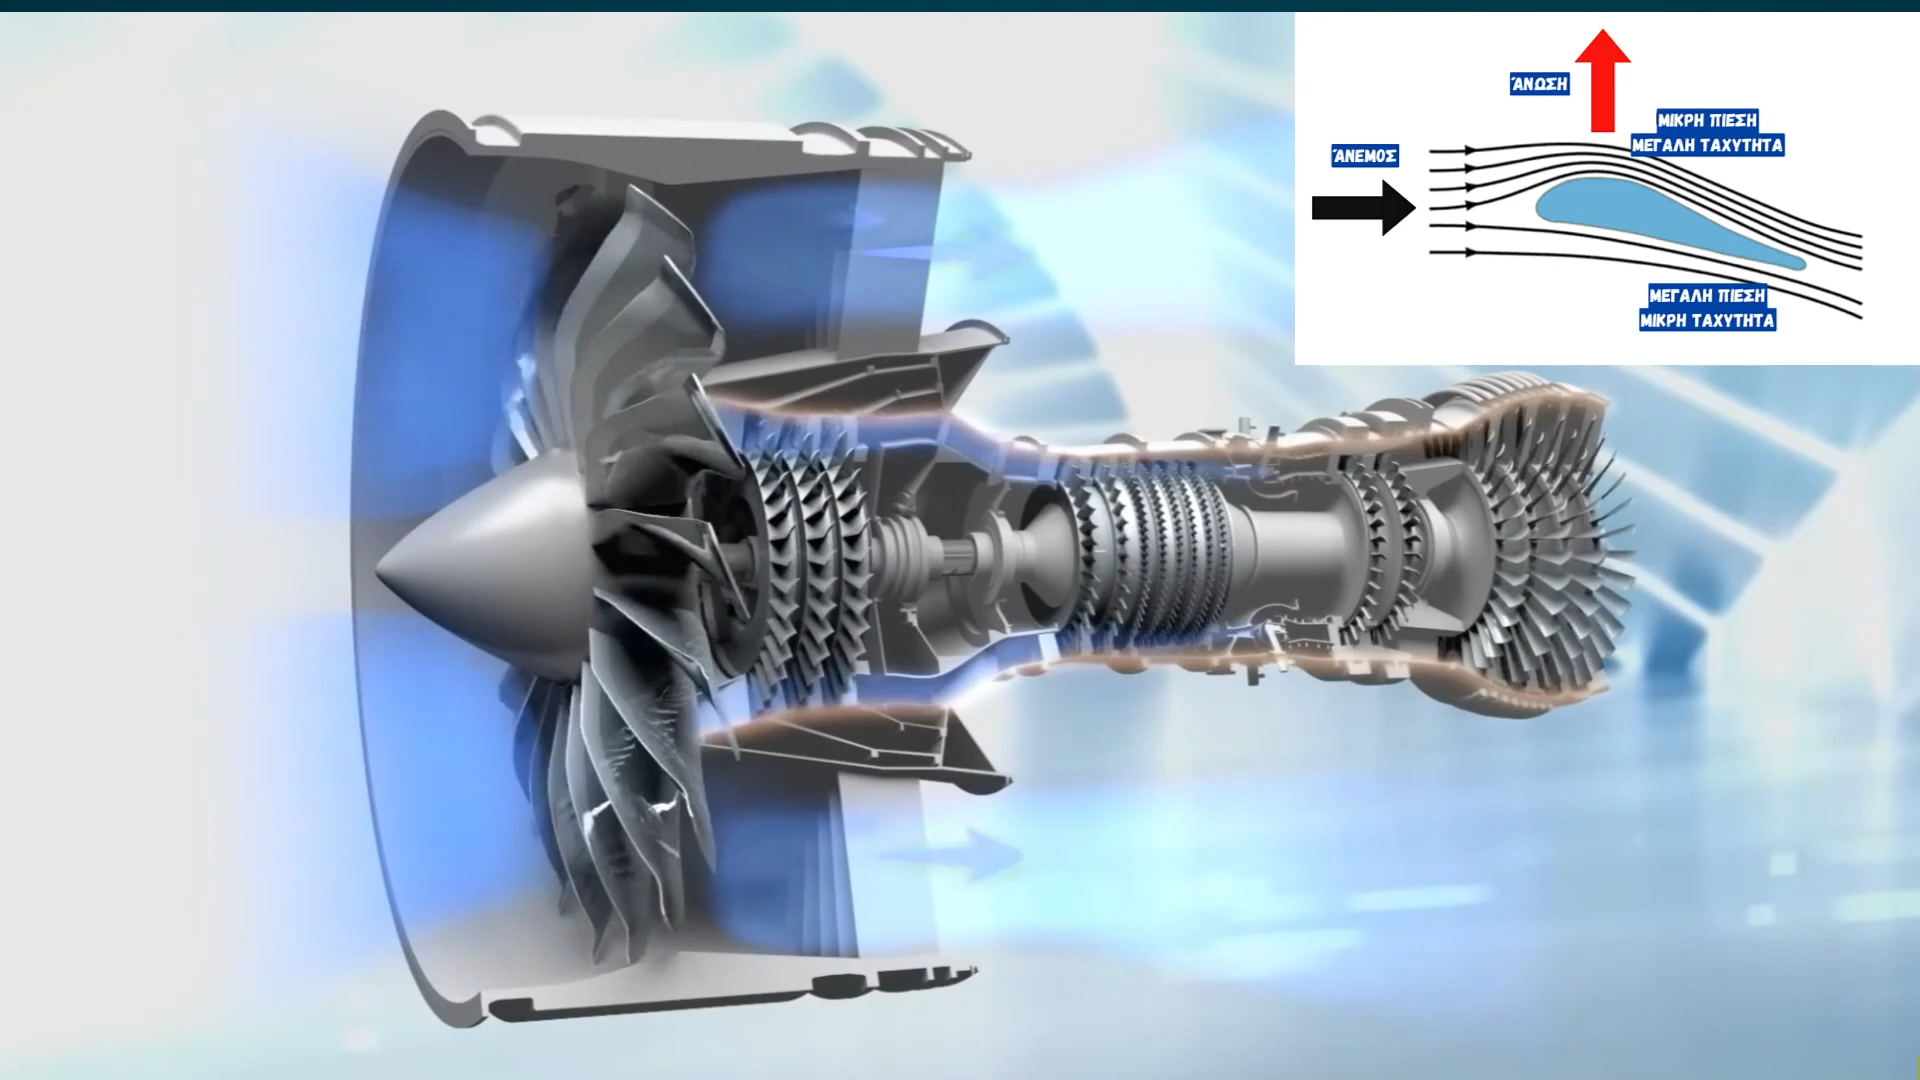 ΆΝΩΣΗ
ΜΙΚΡΗ ΠΙΕΣΗ
ΜΕΓΑΛΗ ΤΑΧΥΤΗΤΑ
ΆΝΕΜΟΣ
ΜΕΓΑΛΗ ΠΙΕΣΗ
ΜΙΚΡΗ ΤΑΧΥΤΗΤΑ